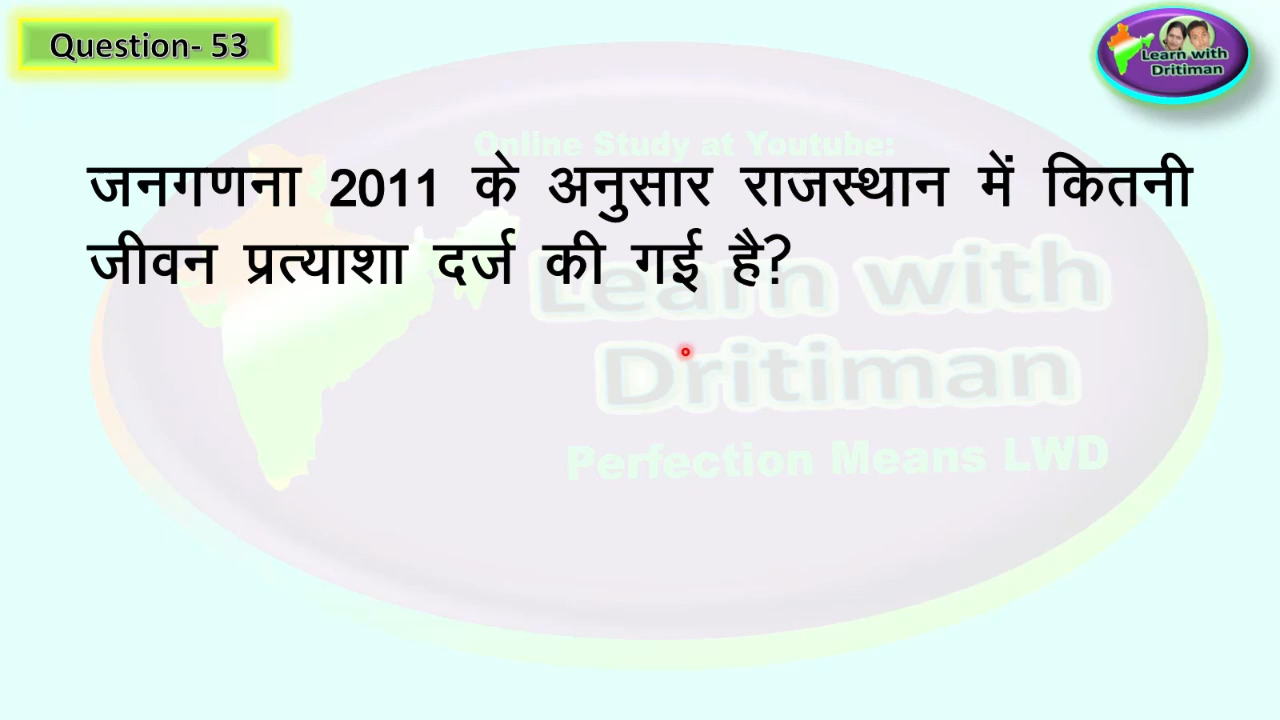 Question- 53
Learn with
Dritiman
Online Study at Youtube:
जनगणना 2011 के अनुसार राजस्थान में कितनी
जीवन प्रत्याशा दर्ज की गई है?
Learn with
Dritiman
Perfection Means LWD